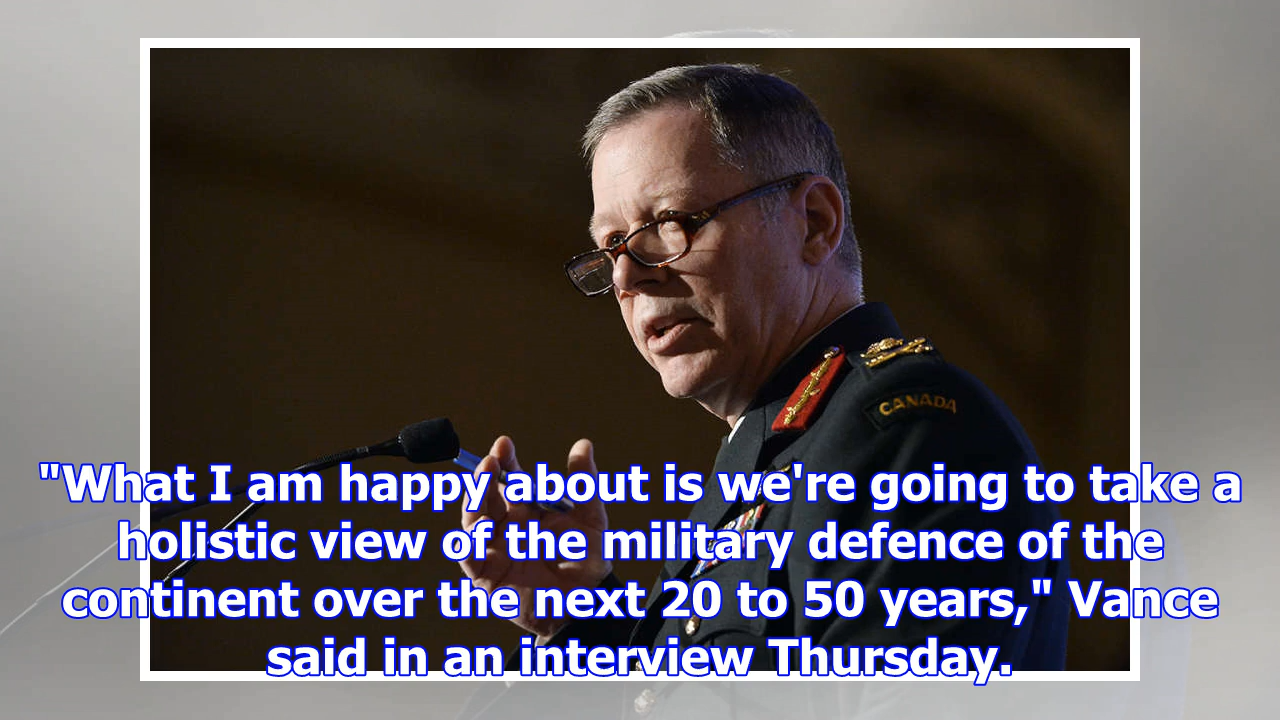 CANADA
"What I am happy about is we're going to take a
holistic view of the military defence of the
continent over the next 20 to 50 years," Vance
said in an interview Thursday.